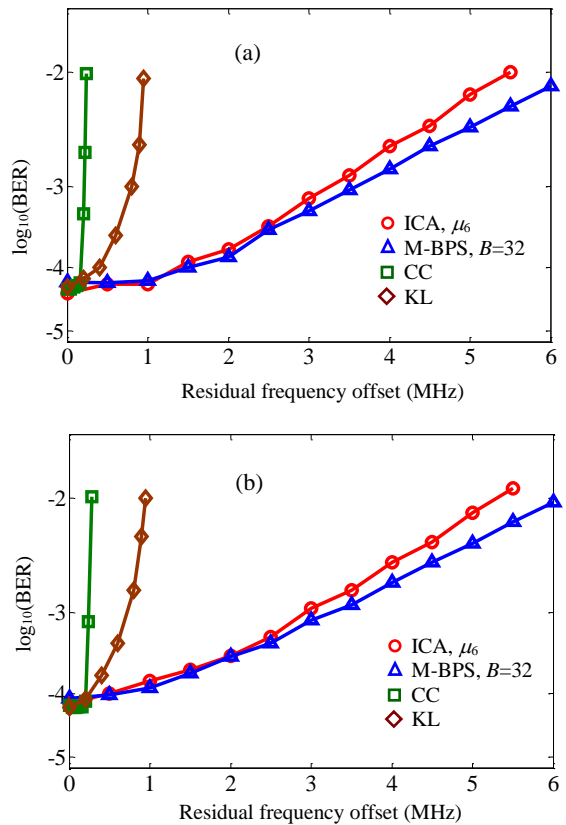 (a)
-2
-3
-4
-5
log10(BER)
ICA, μ6
M-BPS, B=32
CC
KL
0 1 2 3 4 5 6
Residual frequency offset (MHz)
(b)
-2
-3
-4
-5
log10(BER)
ICA, μ6
M-BPS, B=32
CC
KL
0 1 2 3 4 5 6
Residual frequency offset (MHz)